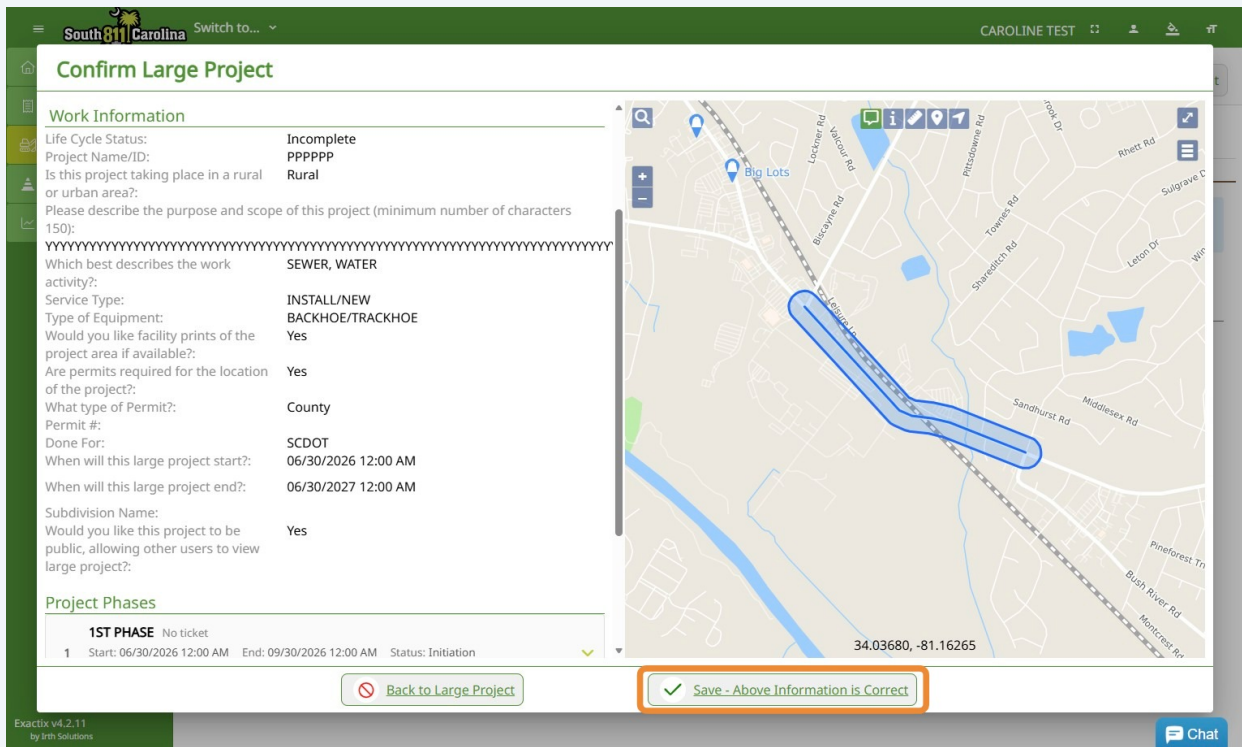 South 811 Carolina
Switch to...
CAROLINE TEST
Confirm Large Project
Work Information
Life Cycle Status: Incomplete
Project Name/ID: PPPPPP
Is this project taking place in a rural Rural
or urban area?:
Please describe the purpose and scope of this project (minimum number of characters
150):
Which best describes the work SEWER, WATER
activity?:
Service Type: INSTALL/NEW
Type of Equipment: BACKHOE/TRACKHOE
Would you like facility prints of the Yes
project area if available?:
Are permits required for the location Yes
of the project?:
What type of Permit?: County
Permit #:
Done For: SCDOT
When will this large project start?: 06/30/2026 12:00 AM
When will this large project end?: 06/30/2027 12:00 AM
Subdivision Name:
Would you like this project to be Yes
public, allowing other users to view
large project?:
Project Phases
1ST PHASE No ticket
1 Start: 06/30/2026 12:00 AM End: 09/30/2026 12:00 AM Status: Initiation
Big Lots
Lockner Rd
Valcour Rd
Pittsdowne Rd
Rhett Rd
Biscayne Rd
Townes Rd
Shareditch Rd
Leton Dr
Leisure Ln
Sandhurst Rd
Middlesex Rd
Bush River Rd
34.03680, -81.16265
Back to Large Project
Save - Above Information is Correct
Exactix v4.2.11
by Irth Solutions
Chat